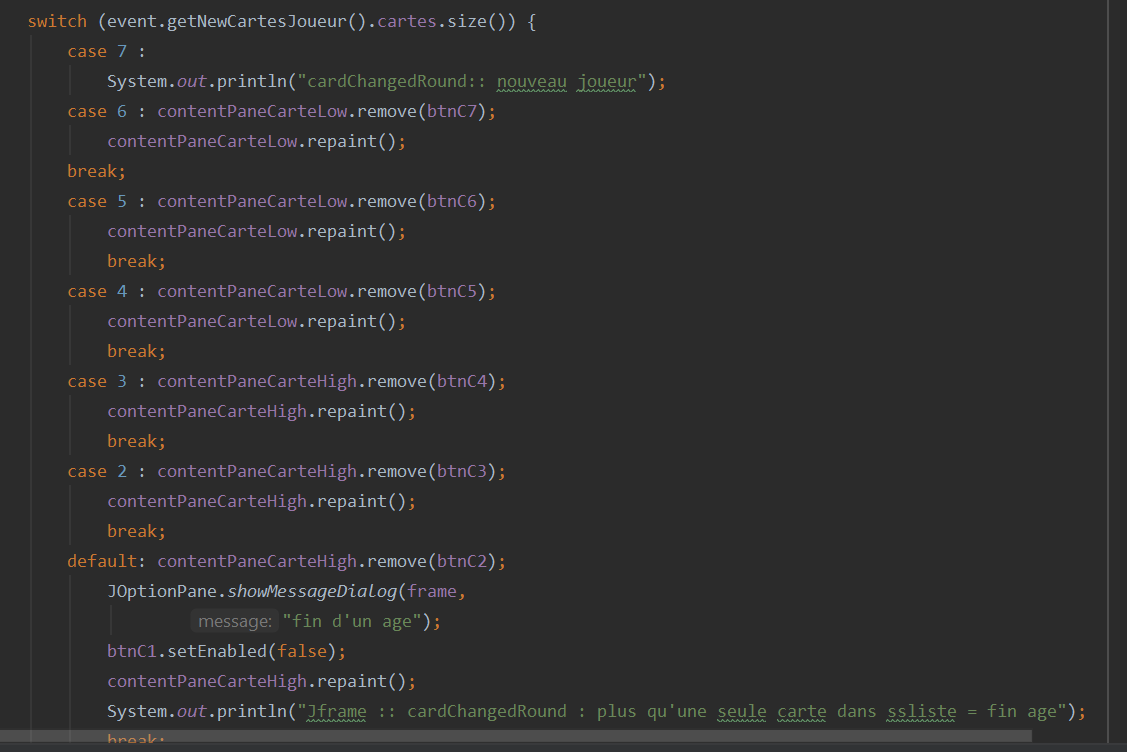 switch (event.getNewCartesJoueur().cartes.size()) {
case 7 :
System.out.println("cardChangedRound:: nouveau joueur");
case 6 : contentPaneCarteLow.remove(btnC7);
contentPaneCarteLow.repaint();
break;
case 5 : contentPaneCarteLow.remove(btnC6);
contentPaneCarteLow.repaint();
break;
case 4 : contentPaneCarteLow.remove(btnC5);
contentPaneCarteLow.repaint();
break;
case 3 : contentPaneCarteHigh.remove(btnC4);
contentPaneCarteHigh.repaint();
break;
case 2 : contentPaneCarteHigh.remove(btnC3);
contentPaneCarteHigh.repaint();
break;
default: contentPaneCarteHigh.remove(btnC2);
JOptionPane.showMessageDialog(frame,
message: "fin d'un age");
btnC1.setEnabled(false);
contentPaneCarteHigh.repaint();
System.out.println("Jframe :: cardChangedRound : plus qu'une seule carte dans ssliste = fin age");
break;